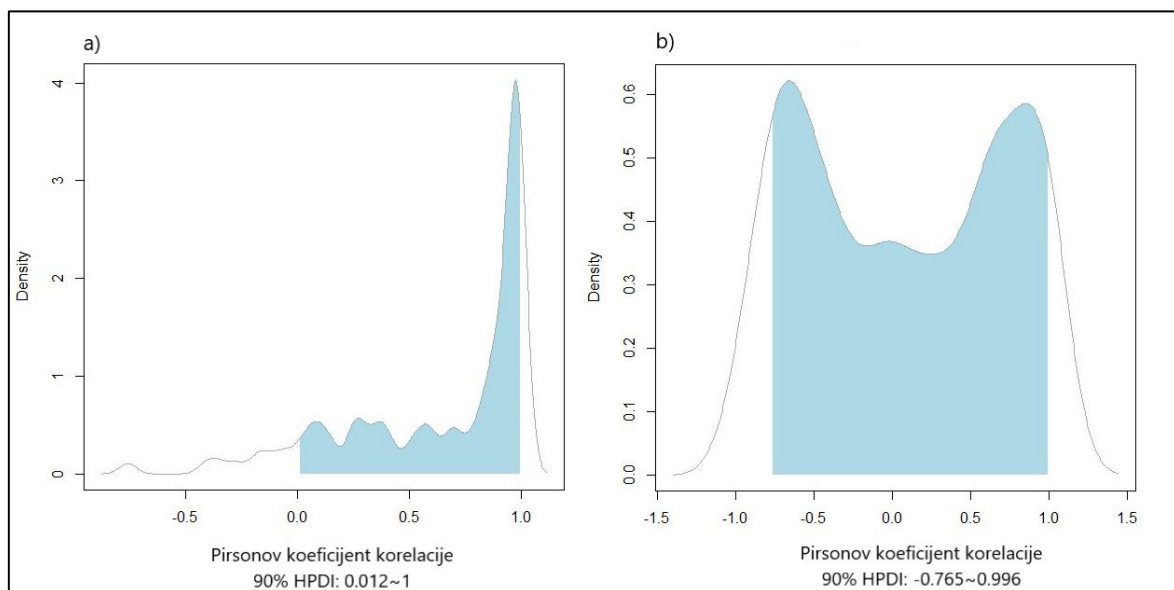 a)
4
3
2
1
0
Density
-0.5 0.0 0.5 1.0
Pirsonov koeficijent korelacije
90% HPDI: 0.012~1
b)
0.6
0.5
0.4
0.3
0.2
0.1
0.0
Density
-1.5 -1.0 -0.5 0.0 0.5 1.0 1.5
Pirsonov koeficijent korelacije
90% HPDI: -0.765~0.996